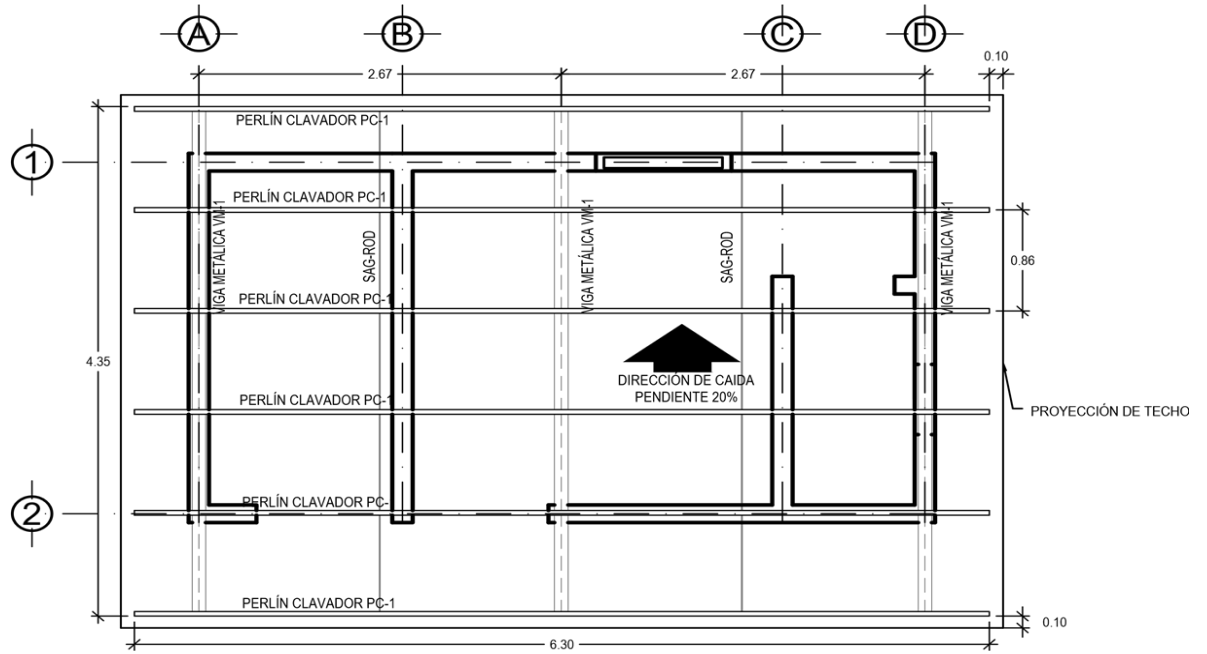 A B C D
0.10
2.67 2.67
PERLÍN CLAVADOR PC-1
1
PERLÍN CLAVADOR PC-1
VIGA METÁLICA VM-1
SAG-ROD
VIGA METÁLICA VM-1
SAG-ROD
VIGA METÁLICA VM-1
0.86
PERLÍN CLAVADOR PC-1
4.35
DIRECCIÓN DE CAIDA
PENDIENTE 20%
PERLÍN CLAVADOR PC-1
PROYECCIÓN DE TECHO
PERLÍN CLAVADOR PC-
2
PERLÍN CLAVADOR PC-1
0.10
6.30